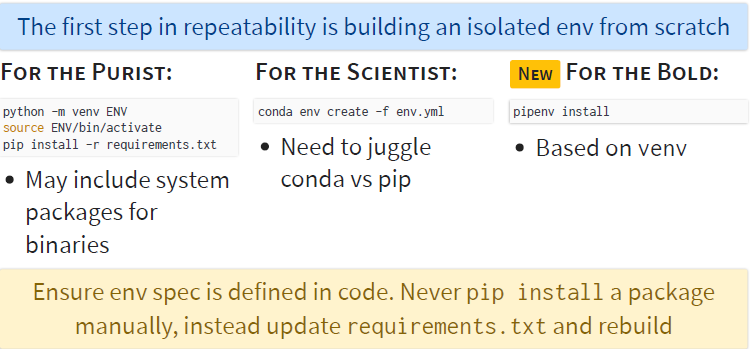 The first step in repeatability is building an isolated env from scratch
For the Purist:
python -m venv ENV
source ENV/bin/activate
pip install -r requirements.txt
• May include system
packages for
binaries
For the Scientist:
conda env create -f env.yml
• Need to juggle
conda vs pip
New For the Bold:
pipenv install
• Based on venv
Ensure env spec is defined in code. Never pip install a package
manually, instead update requirements.txt and rebuild